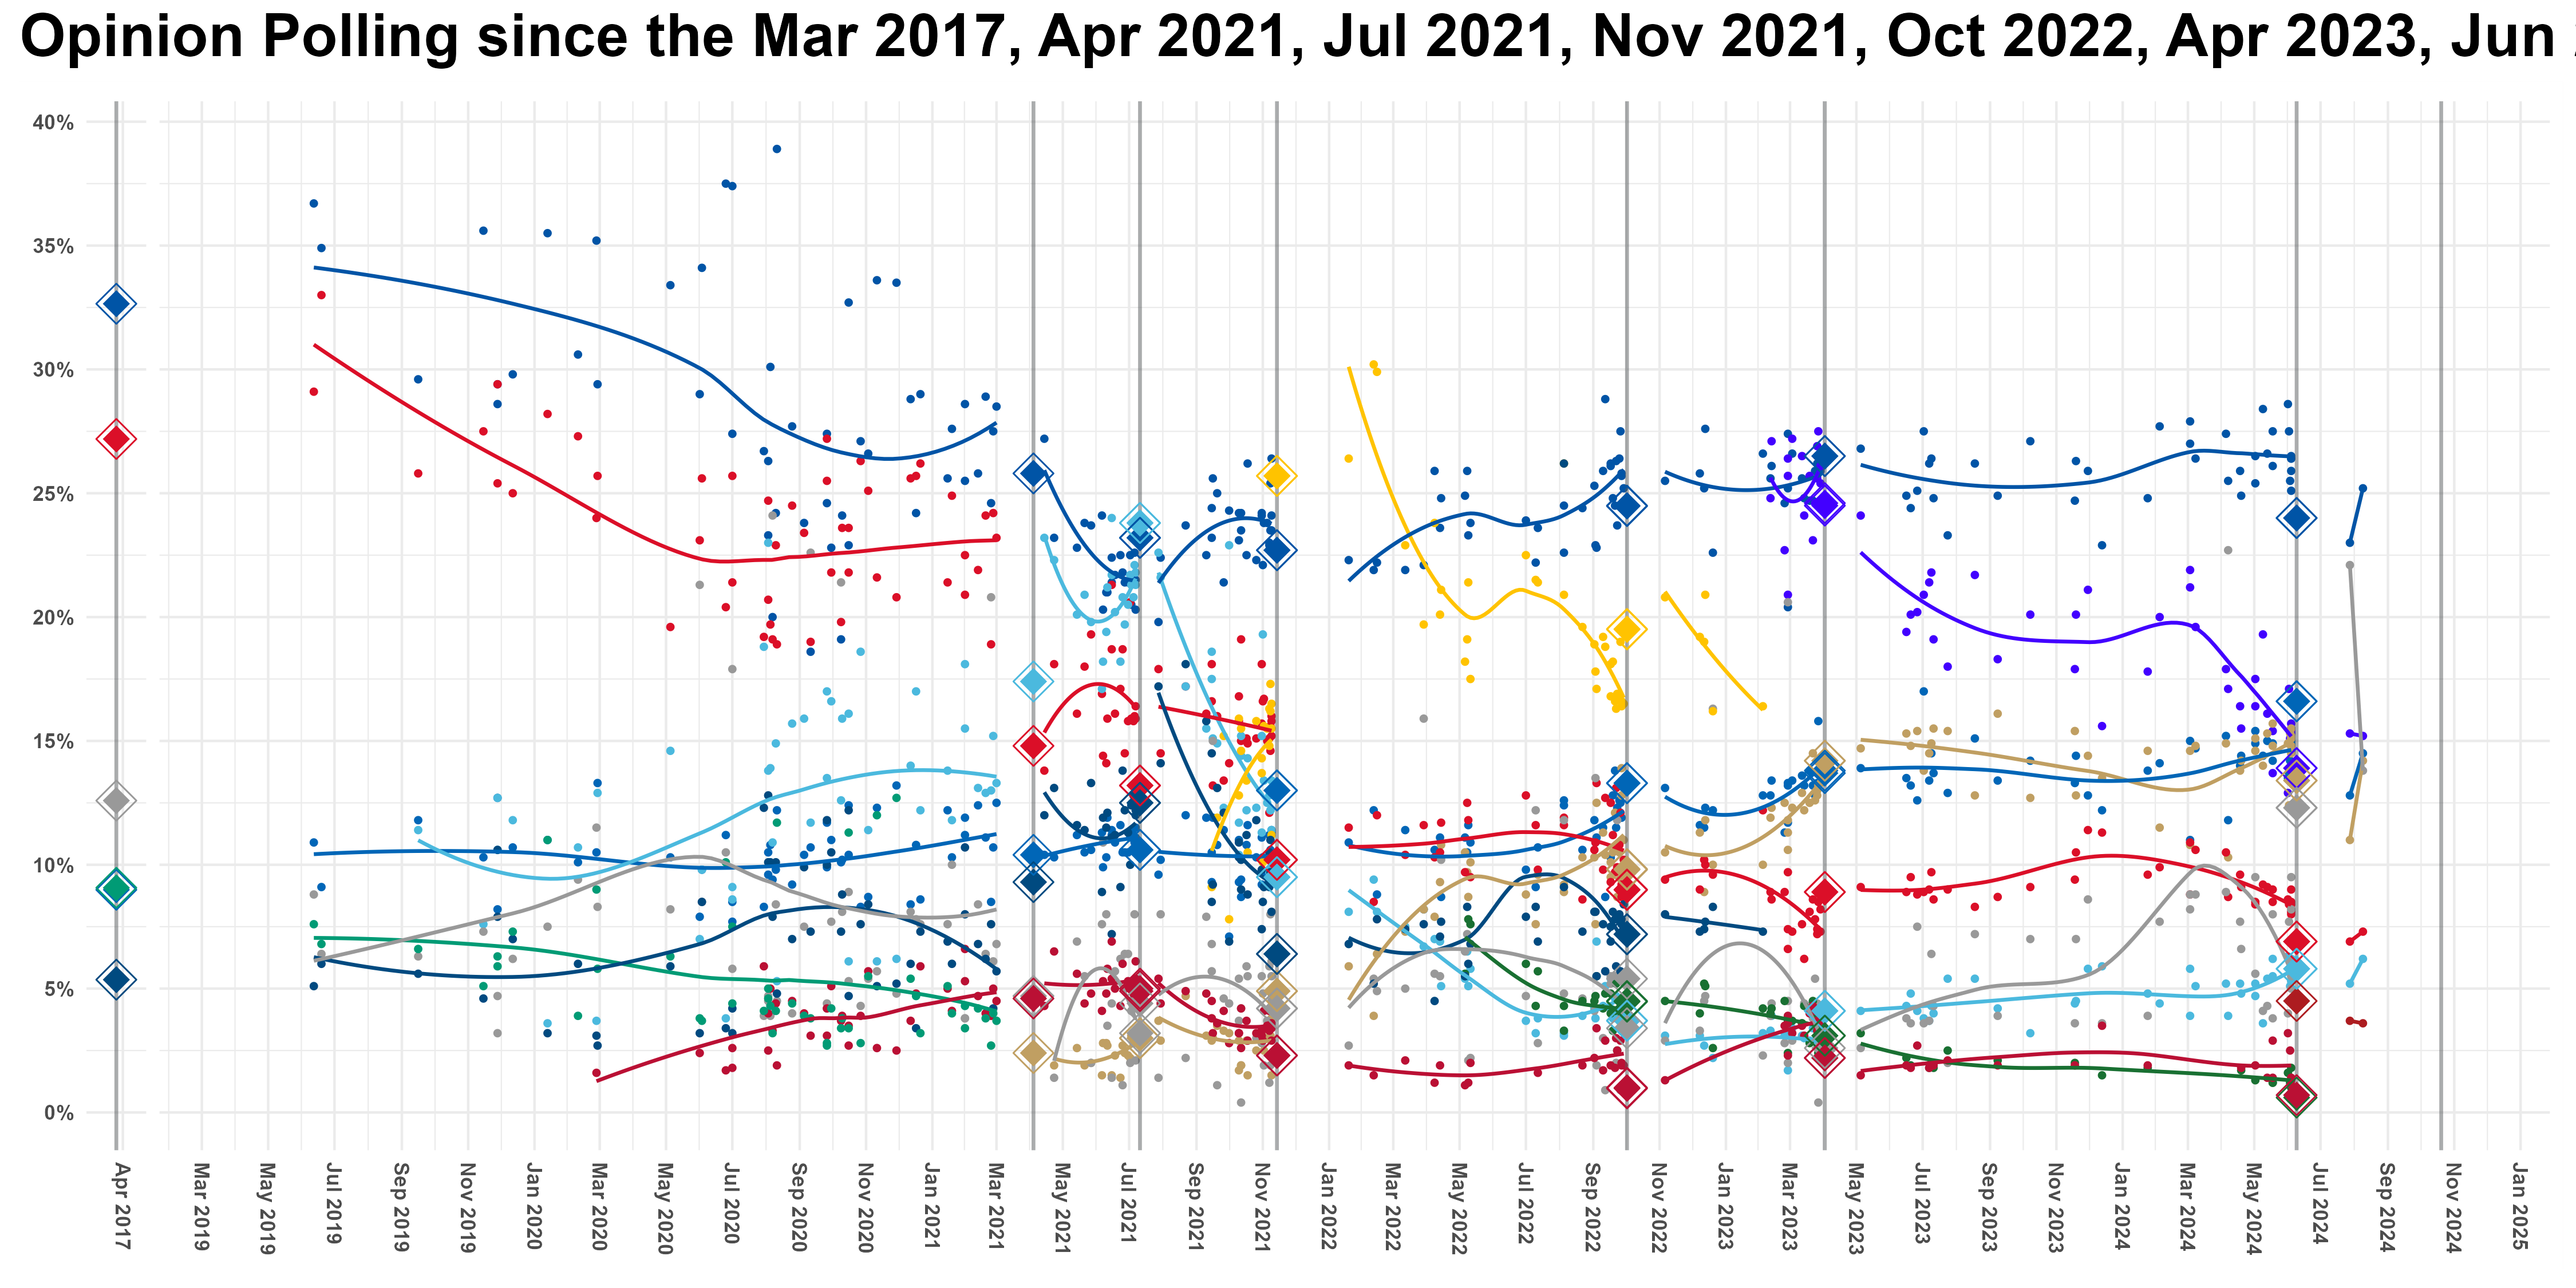 Opinion Polling since the Mar 2017, Apr 2021, Jul 2021, Nov 2021, Oct 2022, Apr 2023, Jun
40%
35%
30%
25%
20%
15%
10%
5%
0%
Apr 2017
Mar 2019
May 2019
Jul 2019
Sep 2019
Nov 2019
Jan 2020
Mar 2020
May 2020
Jul 2020
Sep 2020
Nov 2020
Jan 2021
Mar 2021
May 2021
Jul 2021
Sep 2021
Nov 2021
Jan 2022
Mar 2022
May 2022
Jul 2022
Sep 2022
Nov 2022
Jan 2023
Mar 2023
May 2023
Jul 2023
Sep 2023
Nov 2023
Jan 2024
Mar 2024
May 2024
Jul 2024
Sep 2024
Nov 2024
Jan 2025